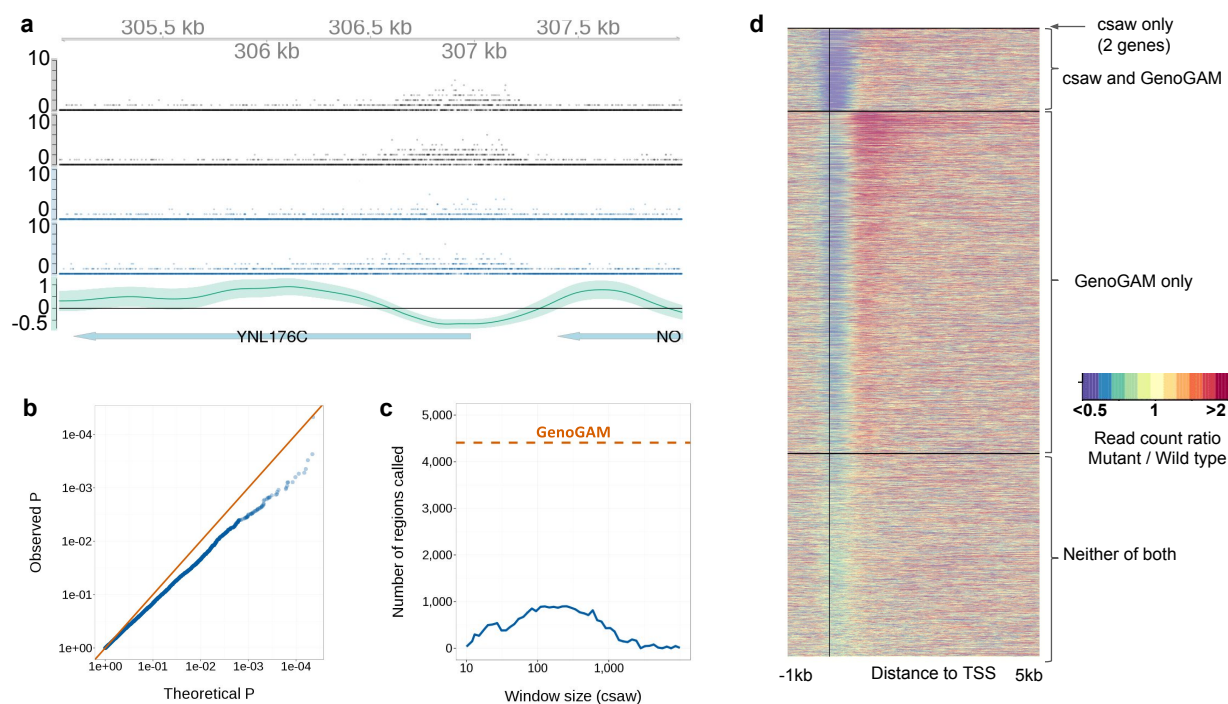 a
305.5 kb
306.5 kb
307.5 kb
306 kb
307 kb
10
0
10
0
10
0
10
0
1
0
-0.5
YNL176C
NO
b
1e-04
1e-03
1e-02
1e-01
1e+00
Observed P
1e+00
1e-01
1e-02
1e-03
1e-04
Theoretical P
c
5,000
4,000
3,000
2,000
1,000
0
Number of regions called
GenoGAM
10
100
1,000
Window size (csaw)
d
csaw only
(2 genes)
csaw and GenoGAM
GenoGAM only
<0.5
1
>2
Read count ratio
Mutant / Wild type
Neither of both
-1kb
Distance to TSS
5kb